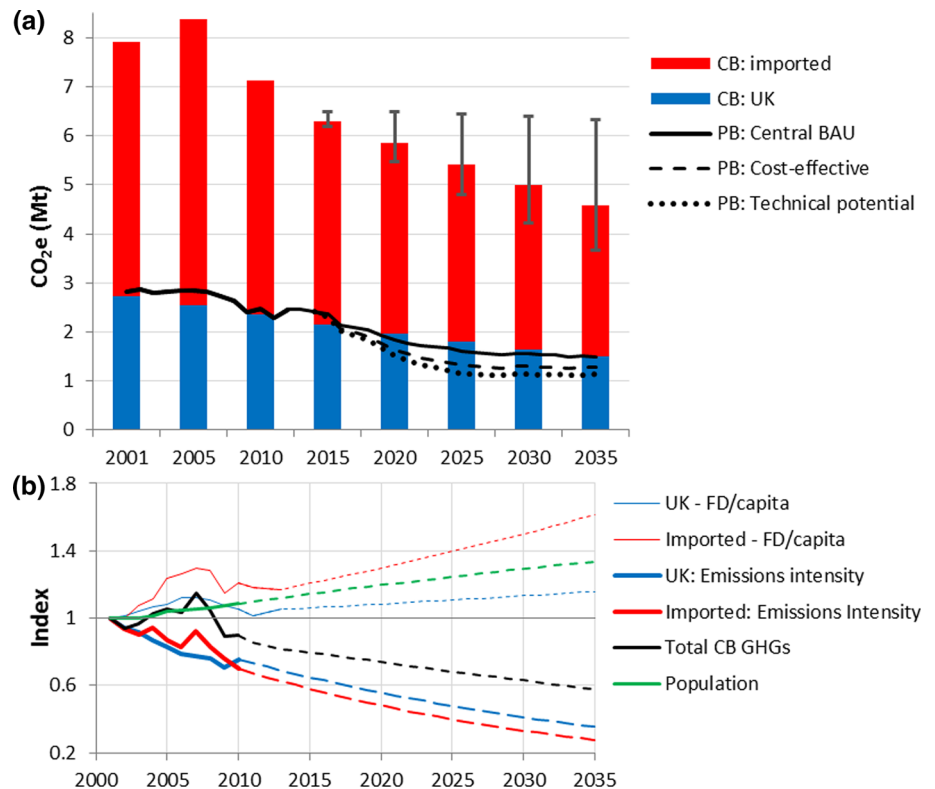 (a)
CO2e (Mt)
8
7
6
5
4
3
2
1
0
2001 2005 2010 2015 2020 2025 2030 2035
CB: imported
CB: UK
PB: Central BAU
PB: Cost-effective
PB: Technical potential
(b)
Index
1.8
1.4
1
0.6
0.2
2000 2005 2010 2015 2020 2025 2030 2035
UK - FD/capita
Imported - FD/capita
UK: Emissions intensity
Imported: Emissions Intensity
Total CB GHGs
Population